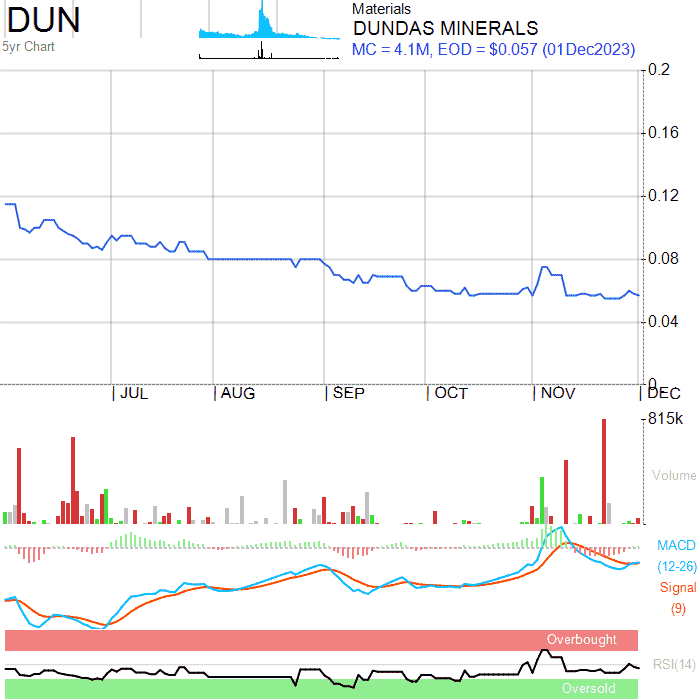 DUN
5yr Chart
Materials
DUNDAS MINERALS
MC = 4.1M, EOD = $0.057 (01Dec2023)
0.2
0.16
0.12
0.08
0.04
0
JUL AUG SEP OCT NOV DEC
815k
Volume
MACD
(12-26)
Signal
(9)
Overbought
RSI(14)
Oversold